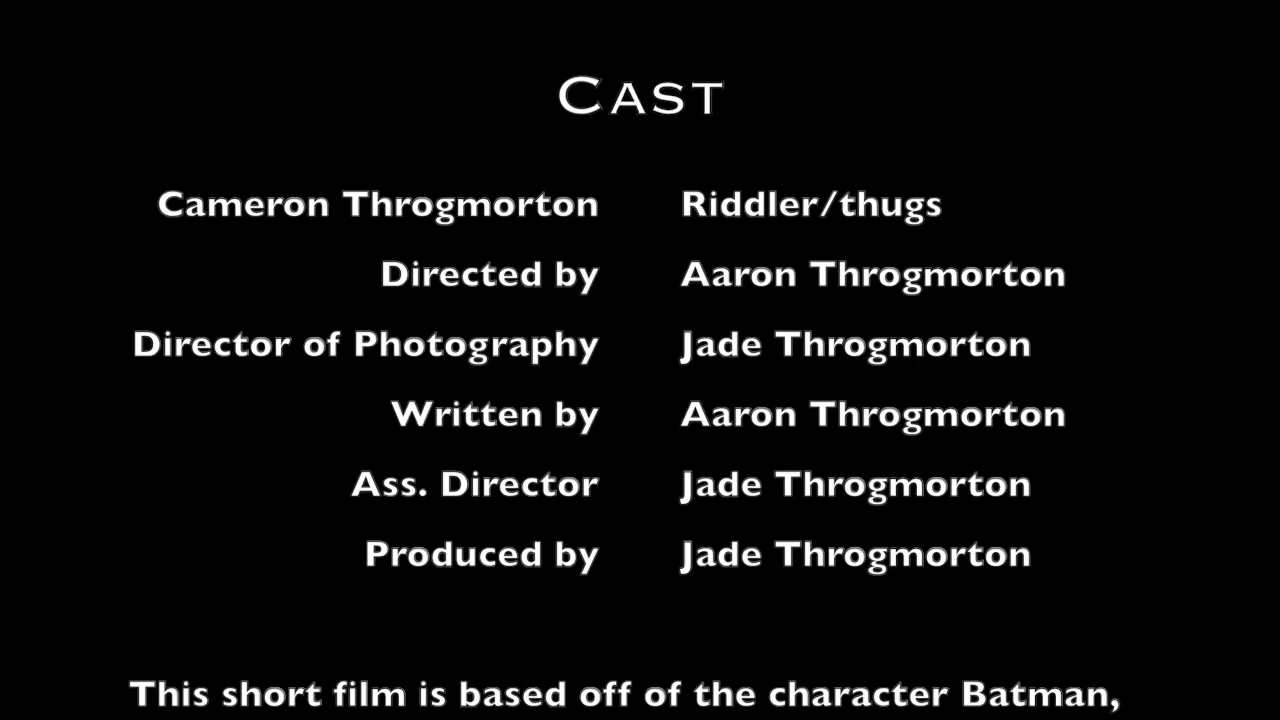 CAST
Cameron Throgmorton Riddler/thugs
Directed by Aaron Throgmorton
Director of Photography Jade Throgmorton
Written by Aaron Throgmorton
Ass. Director Jade Throgmorton
Produced by Jade Throgmorton
This short film is based off of the character Batman,